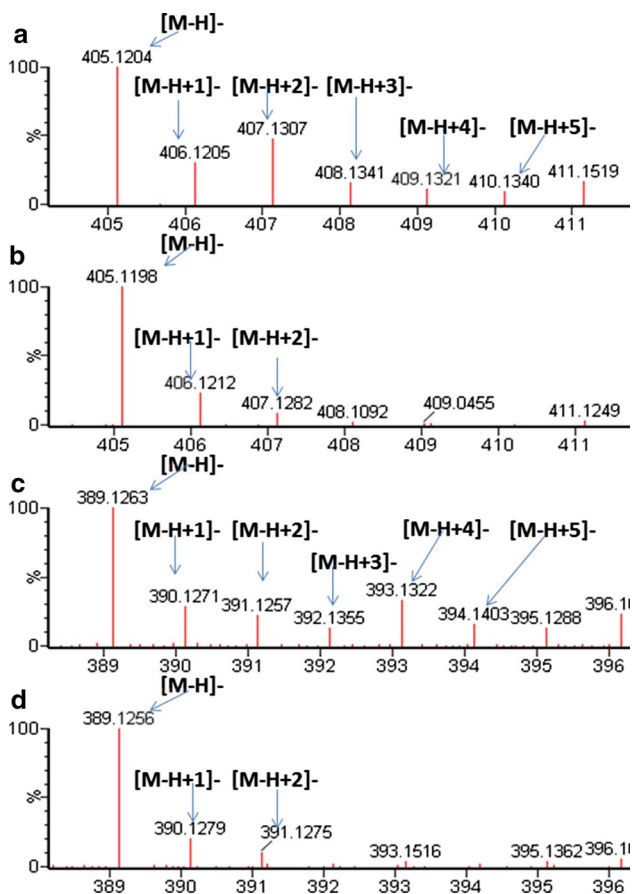 a
[M-H]-
405.1204
100
[M-H+1]- [M-H+2]- [M-H+3]-
407.1307
[M-H+4]- [M-H+5]-
%
406.1205
408.1341 409.1321 410.1340 411.1519
0
405 406 407 408 409 410 411
b
[M-H]-
405.1198
100
[M-H+1]- [M-H+2]-
%
406.1212
407.1282 408.1092 409.0455 411.1249
0
405 406 407 408 409 410 411
c
[M-H]-
389.1263
100
[M-H+1]- [M-H+2]- [M-H+4]- [M-H+5]-
[M-H+3]-
%
390.1271 391.1257 392.1355 393.1322 394.1403 395.1288 396.10
0
389 390 391 392 393 394 395 396
d
[M-H]-
389.1256
100
[M-H+1]- [M-H+2]-
%
390.1279 391.1275 393.1516 395.1362 396.10
0
389 390 391 392 393 394 395 396